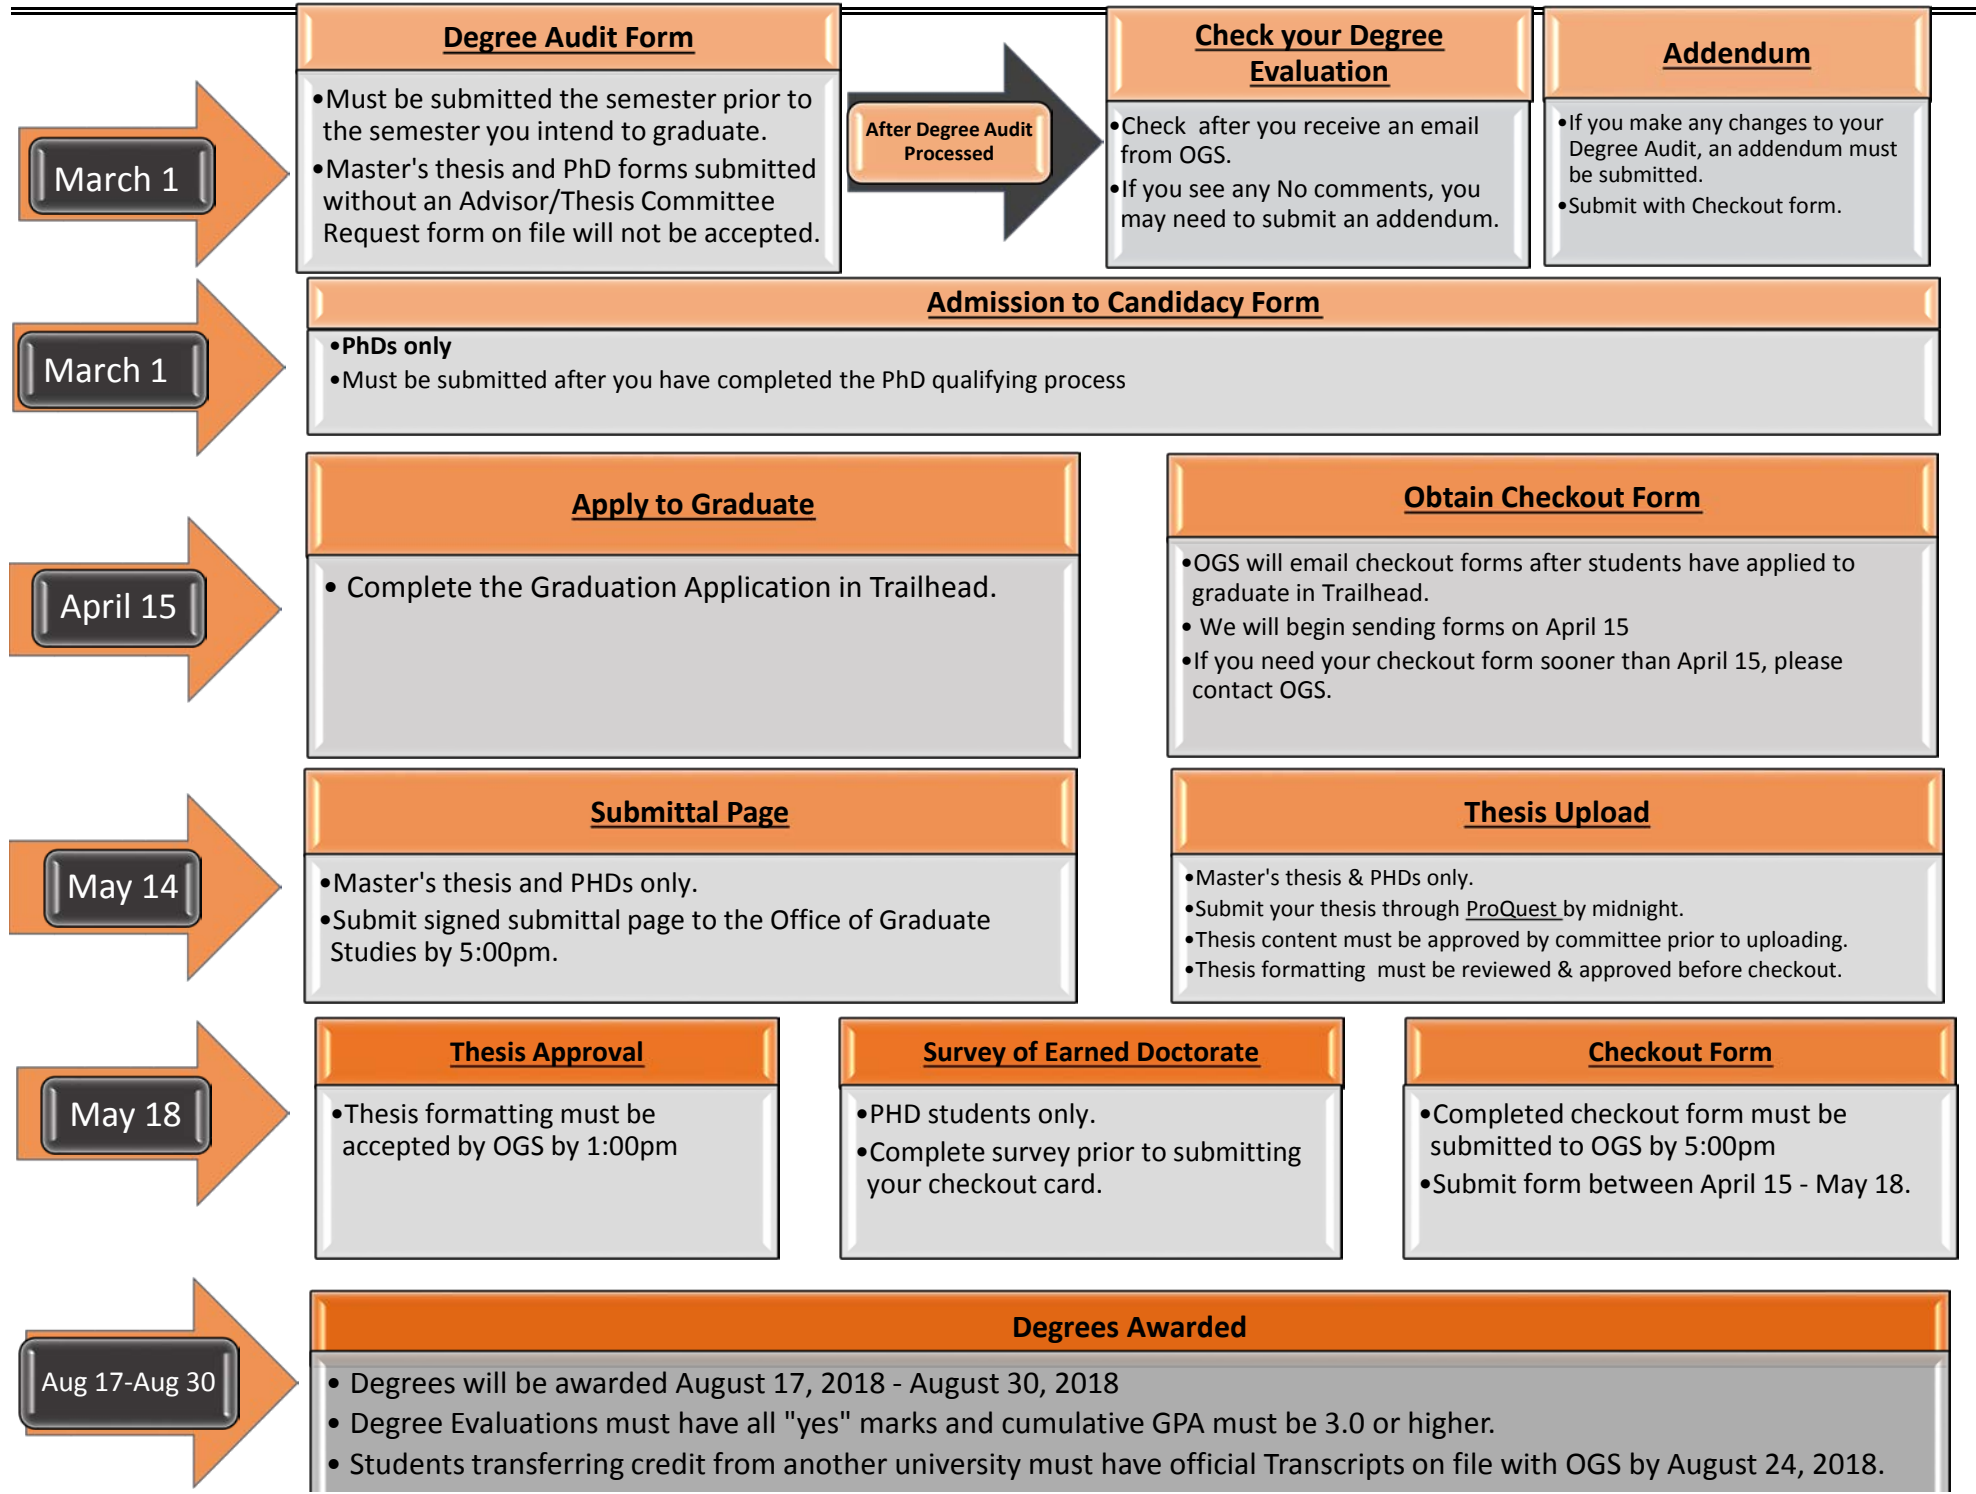 March 1
Degree Audit Form
•Must be submitted the semester prior to
the semester you intend to graduate.
•Master's thesis and PhD forms submitted
without an Advisor/Thesis Committee
Request form on file will not be accepted.
After Degree Audit
Processed
Check your Degree
Evaluation
•Check after you receive an email
from OGS.
•If you see any No comments, you
may need to submit an addendum.
Addendum
•If you make any changes to your
Degree Audit, an addendum must
be submitted.
•Submit with Checkout form.
March 1
Admission to Candidacy Form
•PhDs only
•Must be submitted after you have completed the PhD qualifying process
April 15
Apply to Graduate
• Complete the Graduation Application in Trailhead.
Obtain Checkout Form
•OGS will email checkout forms after students have applied to
graduate in Trailhead.
• We will begin sending forms on April 15
•If you need your checkout form sooner than April 15, please
contact OGS.
May 14
Submittal Page
•Master's thesis and PHDs only.
•Submit signed submittal page to the Office of Graduate
Studies by 5:00pm.
Thesis Upload
•Master's thesis & PHDs only.
•Submit your thesis through ProQuest by midnight.
•Thesis content must be approved by committee prior to uploading.
•Thesis formatting must be reviewed & approved before checkout.
May 18
Thesis Approval
•Thesis formatting must be
accepted by OGS by 1:00pm
Survey of Earned Doctorate
•PHD students only.
•Complete survey prior to submitting
your checkout card.
Checkout Form
•Completed checkout form must be
submitted to OGS by 5:00pm
•Submit form between April 15 - May 18.
Aug 17-Aug 30
Degrees Awarded
• Degrees will be awarded August 17, 2018 - August 30, 2018
• Degree Evaluations must have all "yes" marks and cumulative GPA must be 3.0 or higher.
• Students transferring credit from another university must have official Transcripts on file with OGS by August 24, 2018.